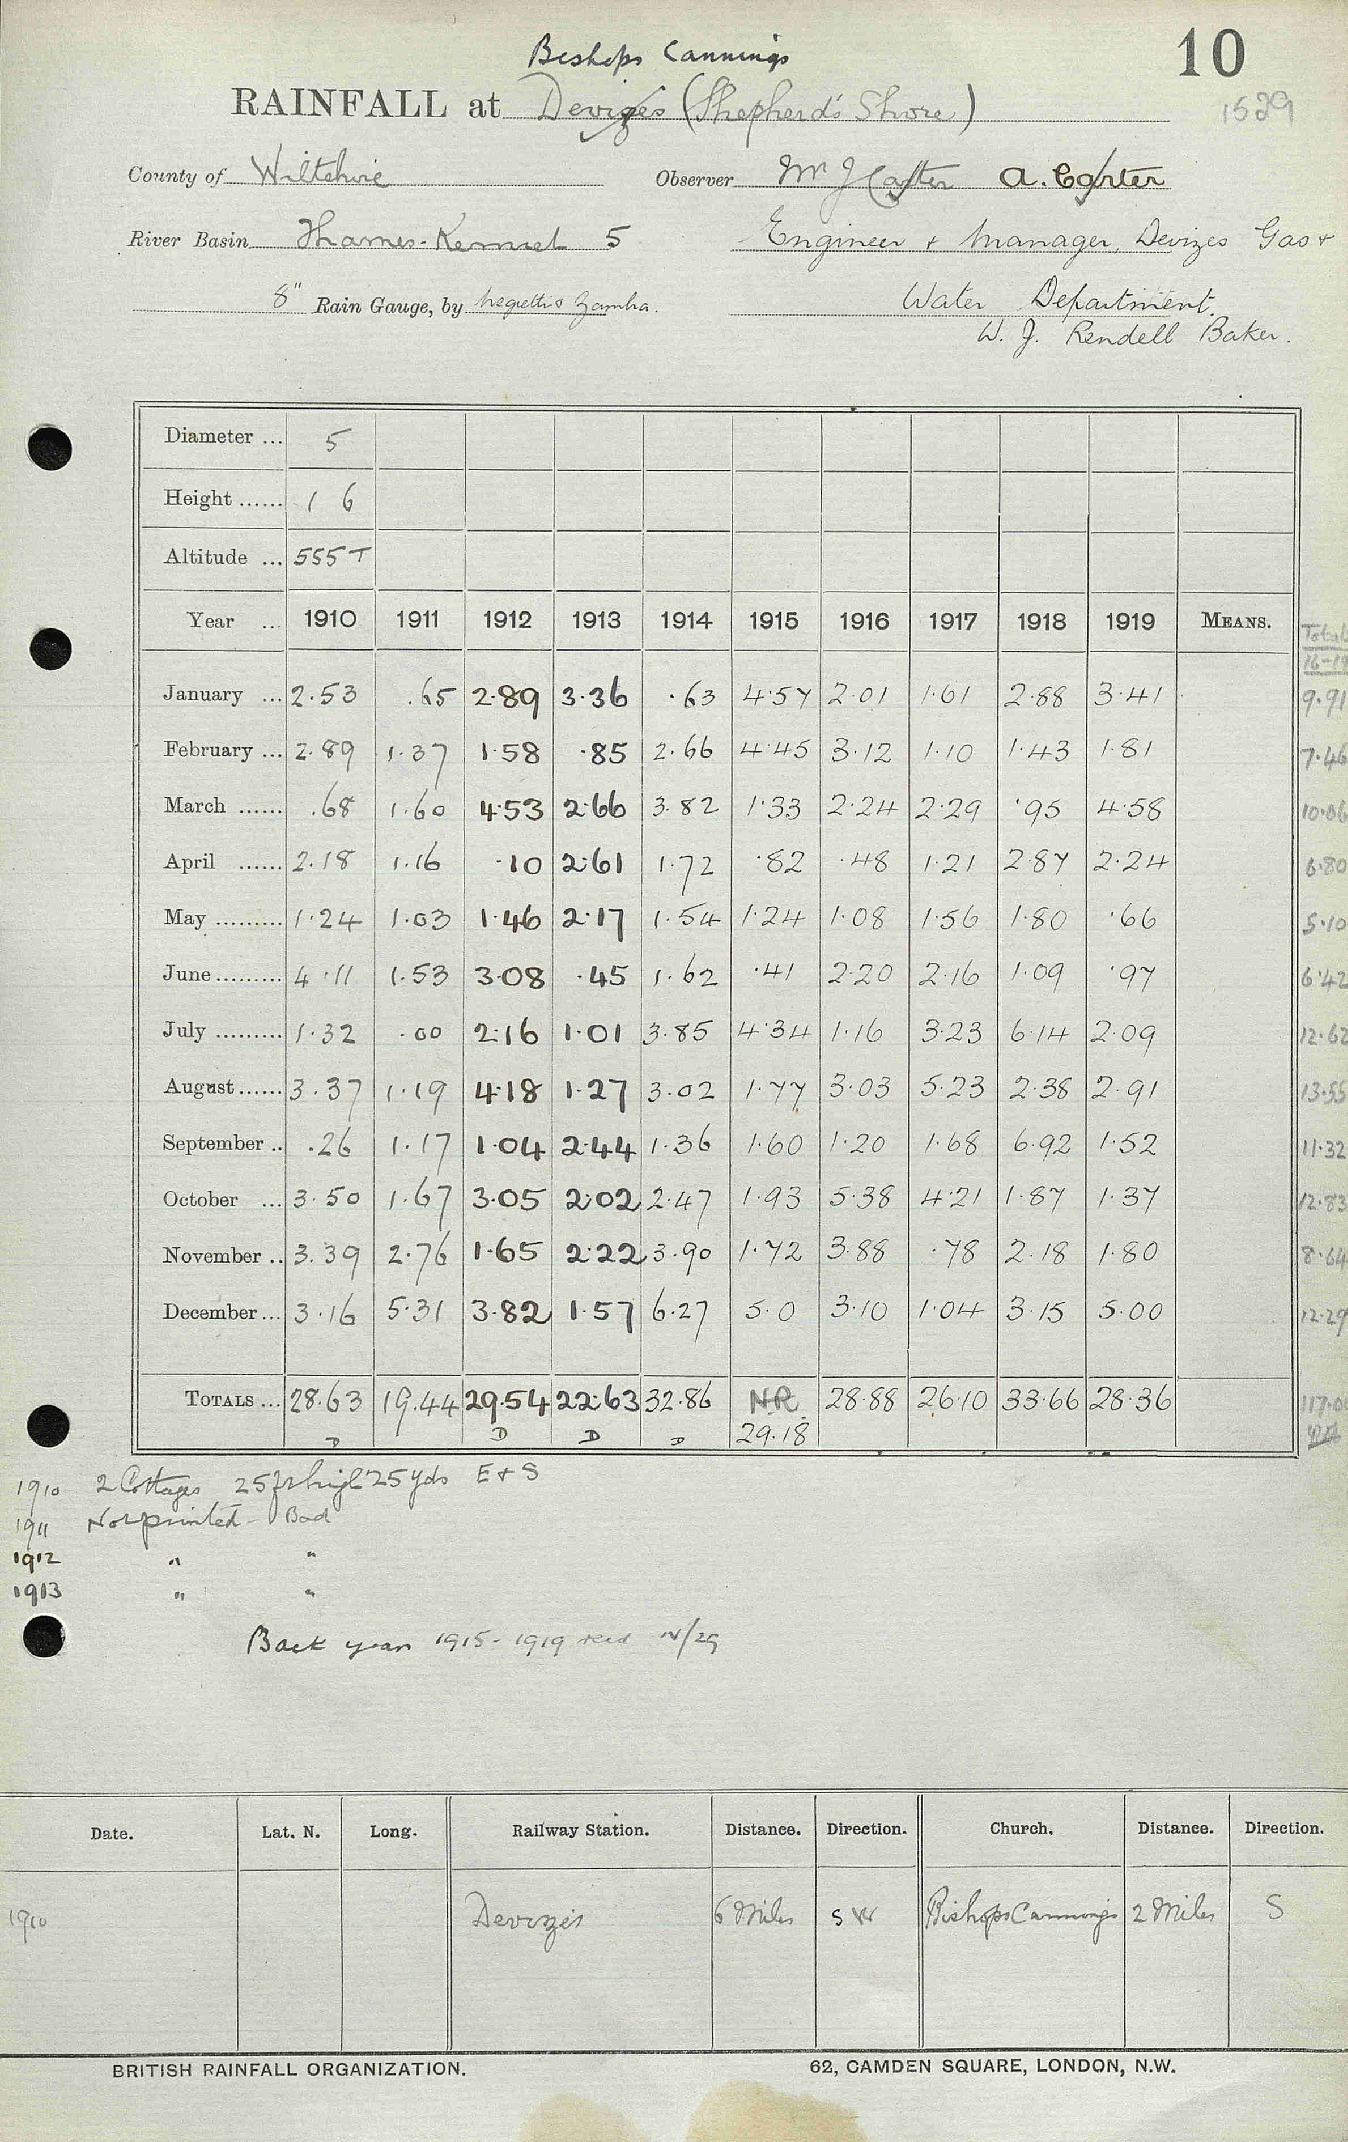 Bishops Cannings
10
RAINFALL at Devizes (Shepherd's Shore)
1529
County of Wiltshire Observer Mr J Carter A. Carter
River Basin Thames-Kennet 5 Engineer & Manager, Devizes Gas &
8" Rain Gauge, by Negretti & Zambra. Water Department.
W. J. Rendell Baker.
Diameter ... 5
Height ...... 1 6
Altitude ... 555 T
Year .. 1910 1911 1912 1913 1914 1915 1916 1917 1918 1919 MEANS. Total 16-19
January ... 2.53 .65 2.89 3.36 .63 4.57 2.01 1.61 2.88 3.41 9.91
February ... 2.89 1.37 1.58 .85 2.66 4.45 3.12 1.10 1.43 1.81 7.46
March ...... .68 1.60 4.53 2.66 3.82 1.33 2.24 2.29 .95 4.58 10.06
April ...... 2.18 1.16 .10 2.61 1.72 .82 .48 1.21 2.87 2.24 6.80
May ......... 1.24 1.03 1.46 2.17 1.54 1.24 1.08 1.56 1.80 .66 5.10
June ......... 4.11 1.53 3.08 .45 1.62 .41 2.20 2.16 1.09 .97 6.42
July ......... 1.32 .00 2.16 1.01 3.85 4.34 1.16 3.23 6.14 2.09 12.62
August ...... 3.37 1.19 4.18 1.27 3.02 1.77 3.03 5.23 2.38 2.91 13.55
September .. .26 1.17 1.04 2.44 1.36 1.60 1.20 1.68 6.92 1.52 11.32
October ... 3.50 1.67 3.05 2.02 2.47 1.93 5.38 4.21 1.87 1.37 12.83
November .. 3.39 2.76 1.65 2.22 3.90 1.72 3.88 .78 2.18 1.80 8.64
December ... 3.16 5.31 3.82 1.57 6.27 5.0 3.10 1.04 3.15 5.00 12.29
TOTALS ... 28.63 19.44 29.54 22.63 32.86 NR 28.88 26.10 33.66 28.36 117.00
D D D D 29.18
1910 2 Cottages 25 ft high 25 yds E & S
1911 Not printed - Bad
1912 " "
1913 " "
Back years 1915-1919 recd IV/29
Date. Lat. N. Long. Railway Station. Distance. Direction. Church. Distance. Direction.
1910 Devizes 6 Miles SW Bishops Cannings 2 Miles S
BRITISH RAINFALL ORGANIZATION. 62, CAMDEN SQUARE, LONDON, N.W.